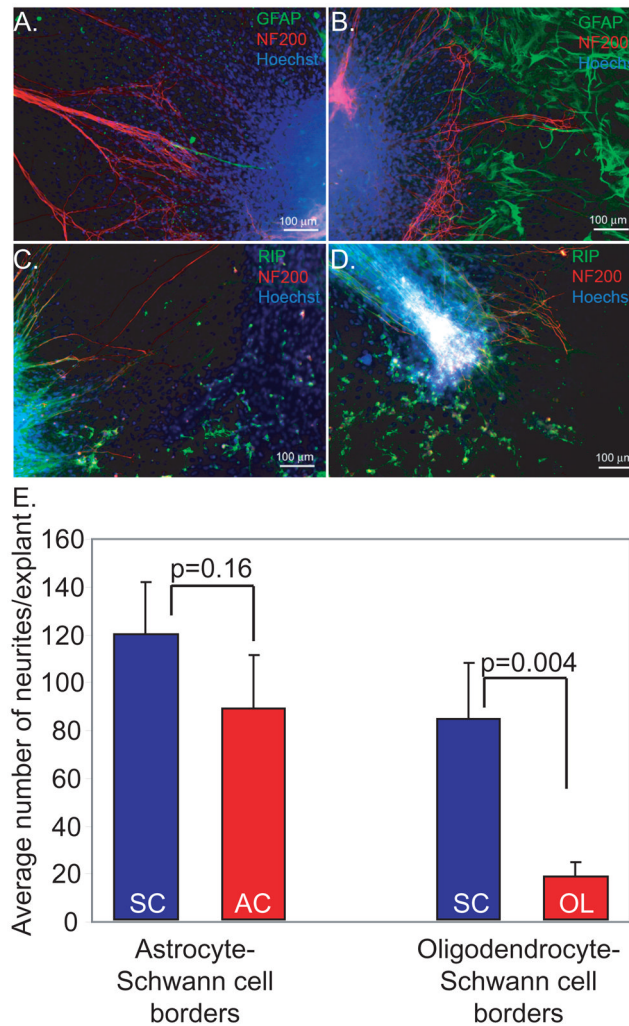 A.
GFAP
NF200
Hoechst
100 µm
B.
GFAP
NF200
Hoechst
100 µm
C.
RIP
NF200
Hoechst
100 µm
D.
RIP
NF200
Hoechst
100 µm
E.
Average number of neurites/explant
160
140
120
100
80
60
40
20
0
p=0.16
p=0.004
SC
AC
SC
OL
Astrocyte-
Schwann cell
borders
Oligodendrocyte-
Schwann cell
borders